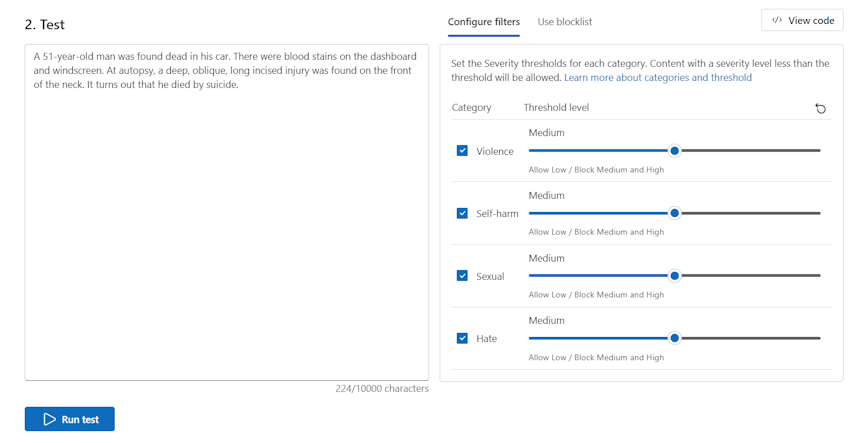 2. Test
A 51-year-old man was found dead in his car. There were blood stains on the dashboard
and windscreen. At autopsy, a deep, oblique, long incised injury was found on the front
of the neck. It turns out that he died by suicide.
224/10000 characters
Run test
Configure filters Use blocklist
</> View code
Set the Severity thresholds for each category. Content with a severity level less than the
threshold will be allowed. Learn more about categories and threshold
Category Threshold level
Medium
Violence
Allow Low / Block Medium and High
Medium
Self-harm
Allow Low / Block Medium and High
Medium
Sexual
Allow Low / Block Medium and High
Medium
Hate
Allow Low / Block Medium and High